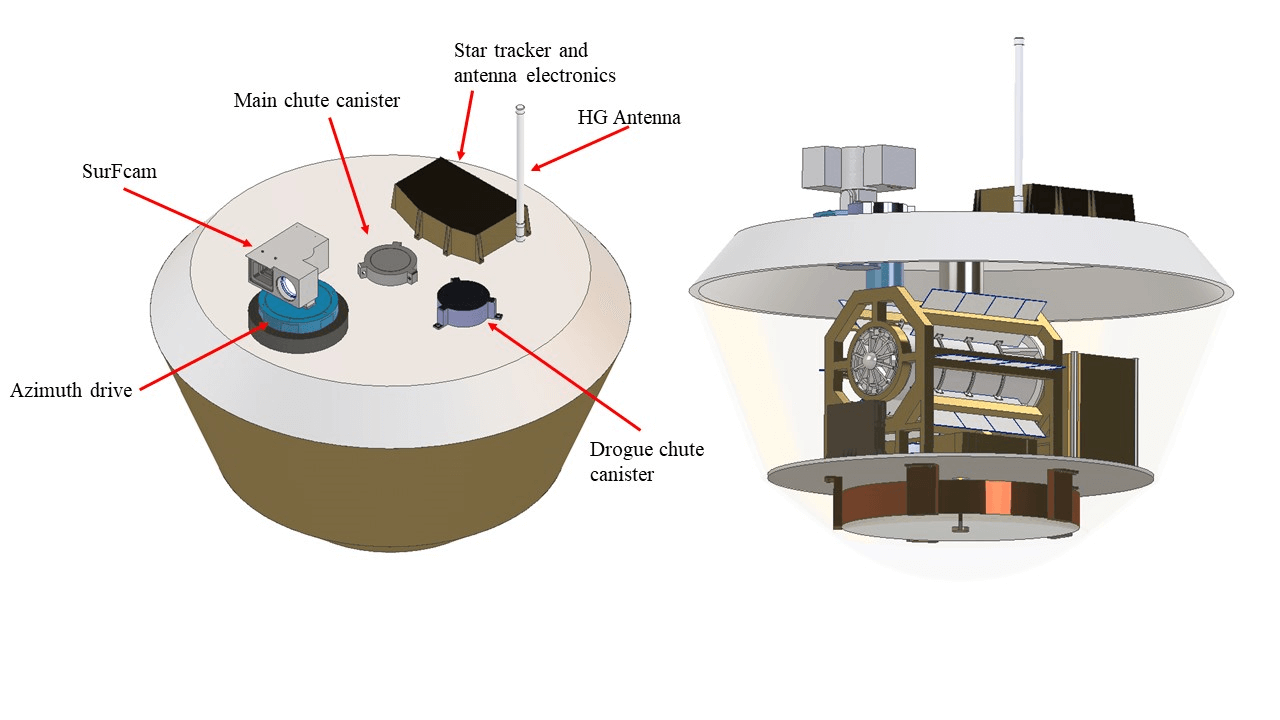 Star tracker and
antenna electronics
Main chute canister
HG Antenna
SurFcam
Azimuth drive
Drogue chute
canister